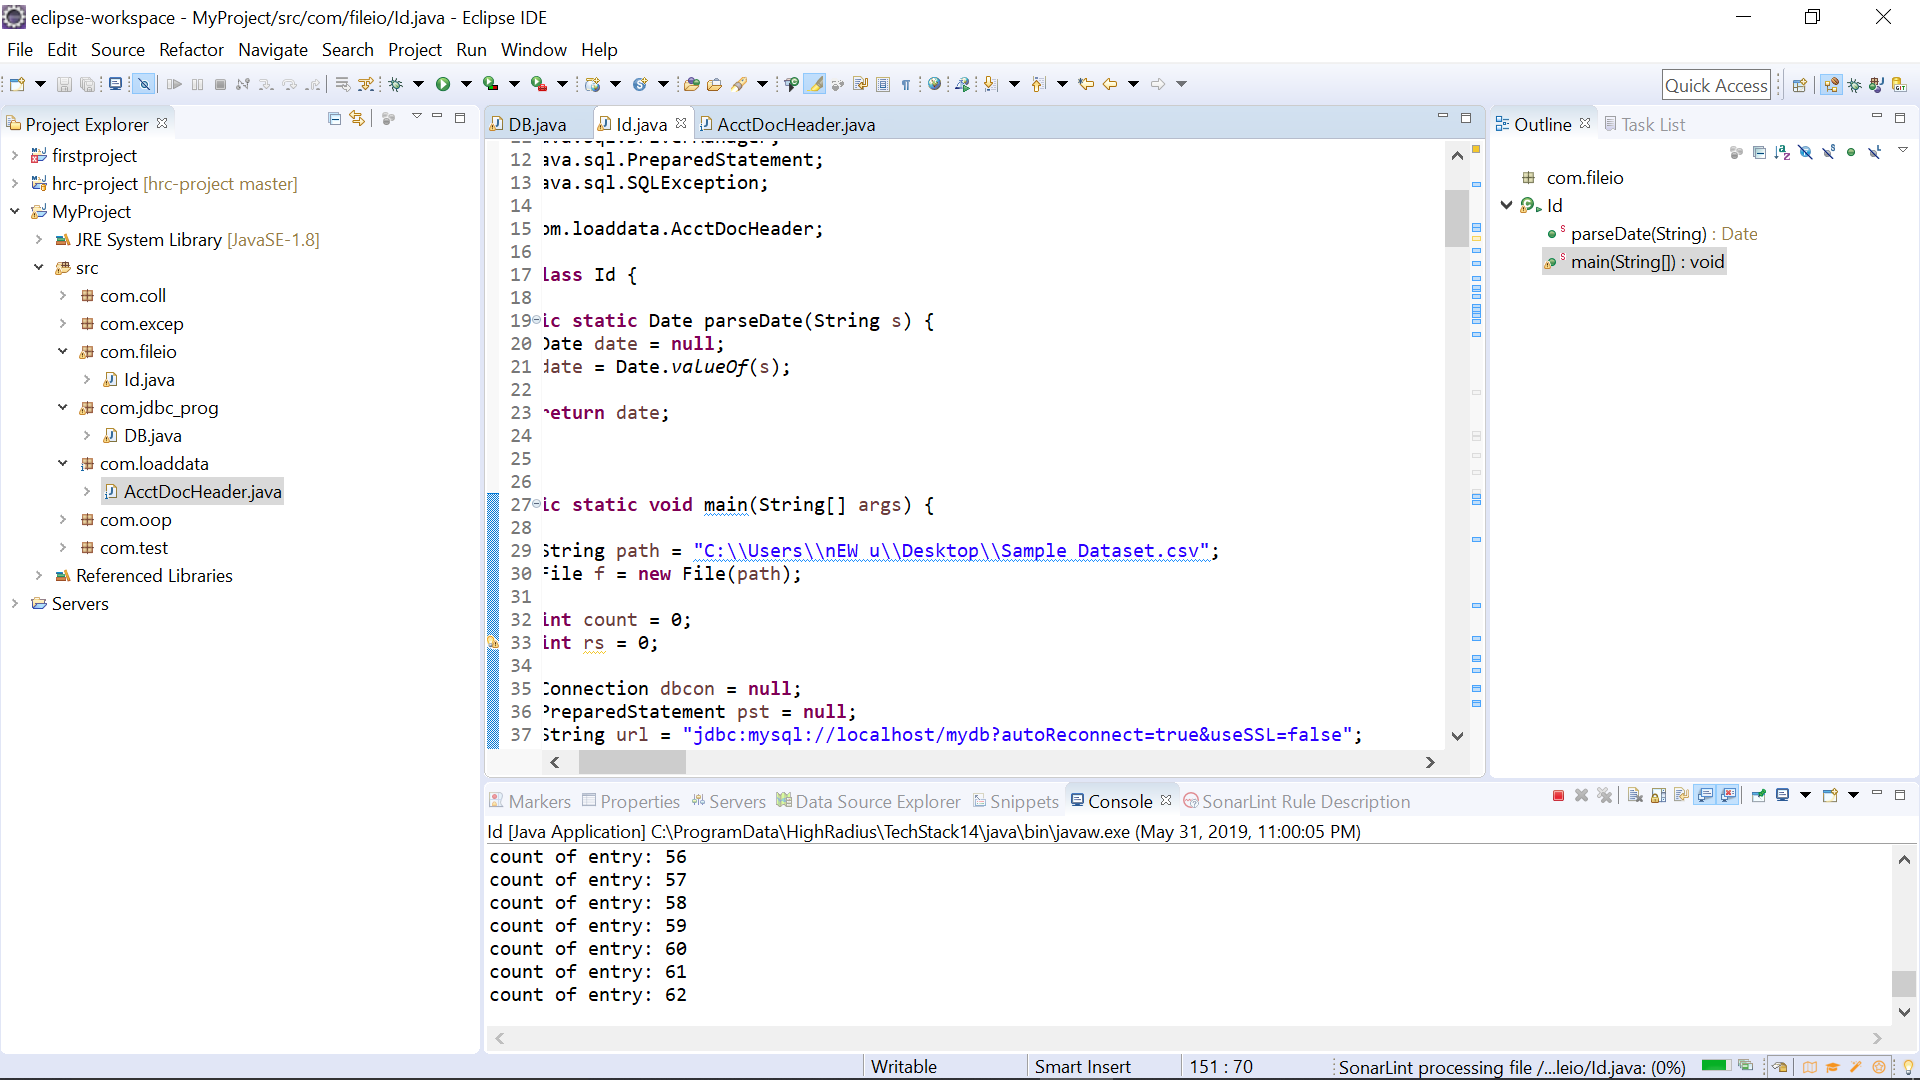 eclipse-workspace - MyProject/src/com/fileio/Id.java - Eclipse IDE
File Edit Source Refactor Navigate Search Project Run Window Help
Quick Access
Project Explorer
firstproject
hrc-project [hrc-project master]
MyProject
JRE System Library [JavaSE-1.8]
src
com.coll
com.excep
com.fileio
Id.java
com.jdbc_prog
DB.java
com.loaddata
AcctDocHeader.java
com.oop
com.test
Referenced Libraries
Servers
DB.java Id.java AcctDocHeader.java
12 ava.sql.PreparedStatement;
13 ava.sql.SQLException;
14
15 om.loaddata.AcctDocHeader;
16
17 lass Id {
18
19 ic static Date parseDate(String s) {
20 Date date = null;
21 date = Date.valueOf(s);
22
23 return date;
24
25
26
27 ic static void main(String[] args) {
28
29 String path = "C:\\Users\\nEW u\\Desktop\\Sample Dataset.csv";
30 File f = new File(path);
31
32 int count = 0;
33 int rs = 0;
34
35 Connection dbcon = null;
36 PreparedStatement pst = null;
37 String url = "jdbc:mysql://localhost/mydb?autoReconnect=true&useSSL=false";
Outline Task List
com.fileio
Id
parseDate(String) : Date
main(String[]) : void
Markers Properties Servers Data Source Explorer Snippets Console SonarLint Rule Description
Id [Java Application] C:\ProgramData\HighRadius\TechStack14\java\bin\javaw.exe (May 31, 2019, 11:00:05 PM)
count of entry: 56
count of entry: 57
count of entry: 58
count of entry: 59
count of entry: 60
count of entry: 61
count of entry: 62
Writable Smart Insert 151 : 70 SonarLint processing file /...leio/Id.java: (0%)